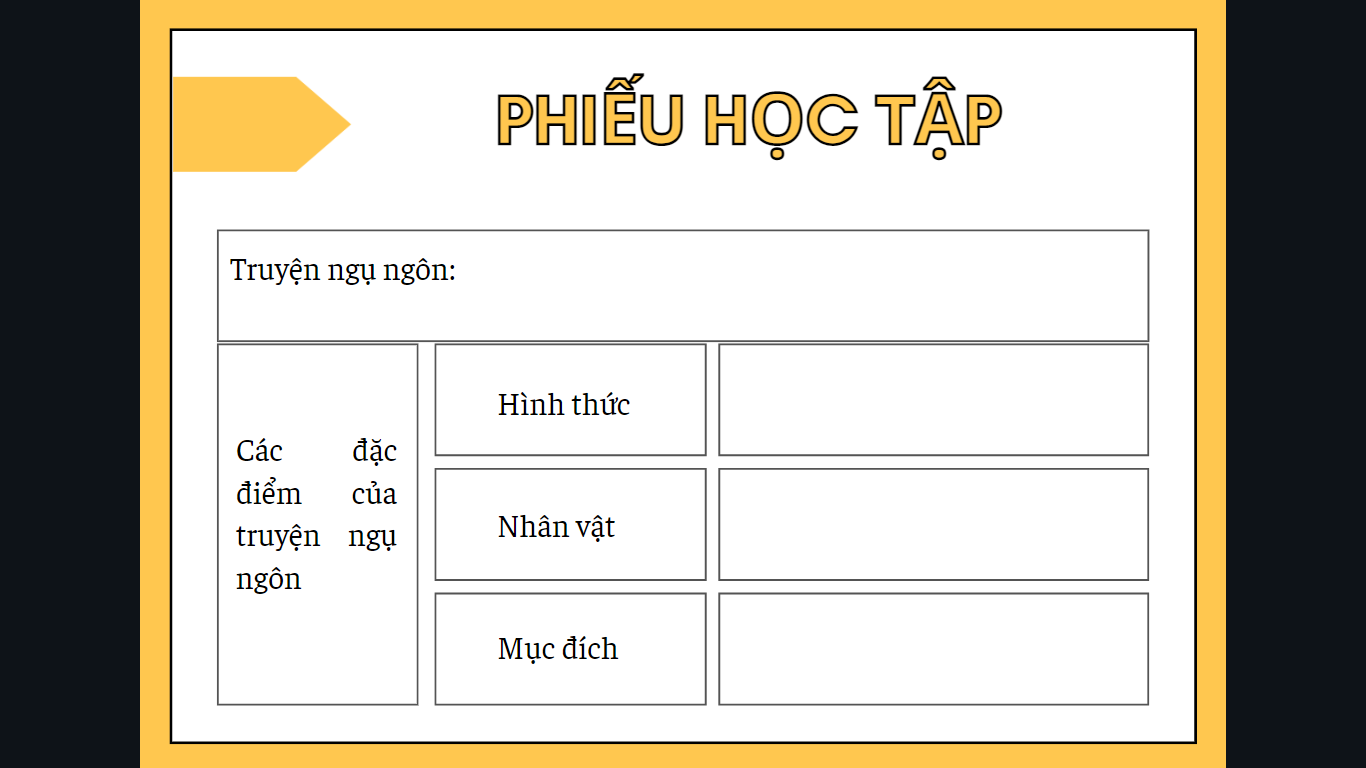 PHIẾU HỌC TẬP
Truyện ngụ ngôn:
Các đặc
điểm của
truyện ngụ
ngôn
Hình thức
Nhân vật
Mục đích